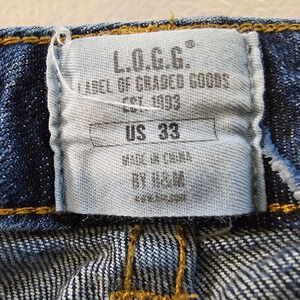 L.O.G.G.®
LABEL OF GRADED GOODS
EST. 1993
US 33
MADE IN CHINA
BY H&M